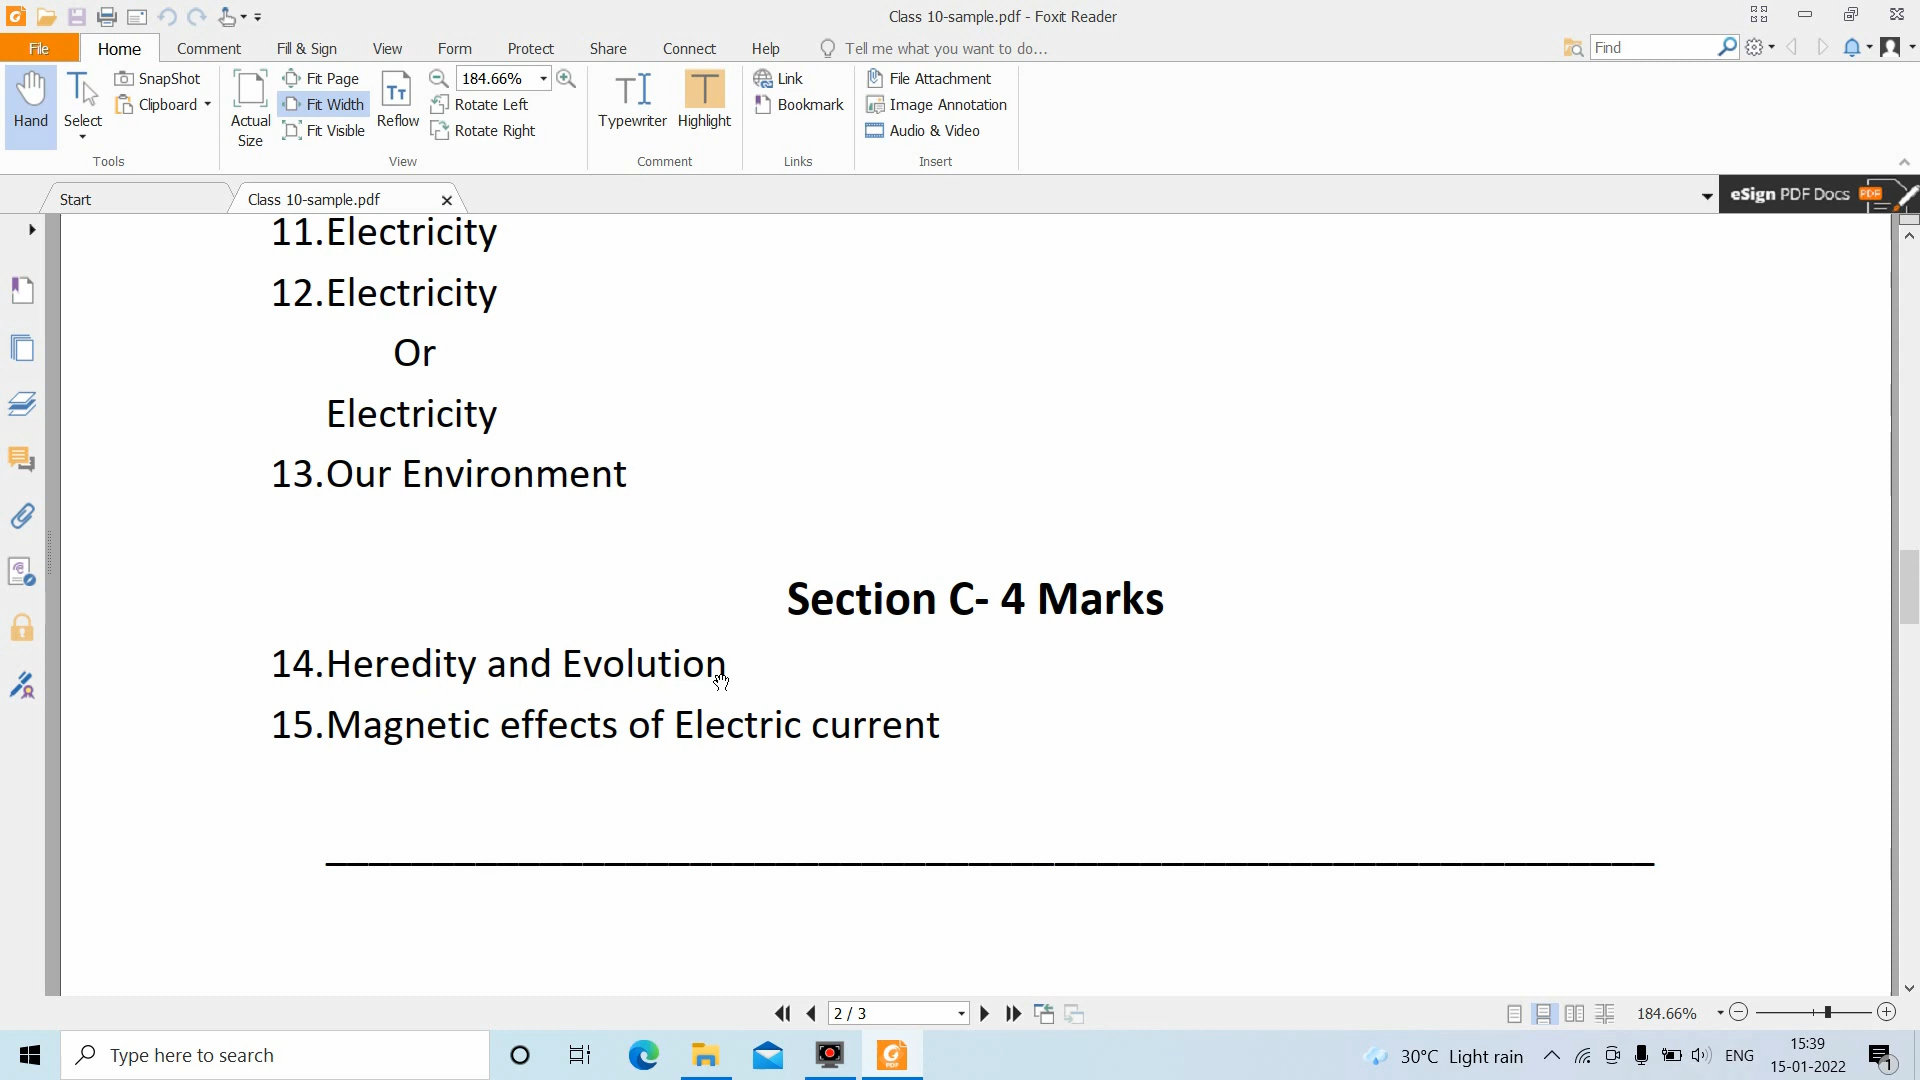 Class 10-sample.pdf - Foxit Reader
File Home Comment Fill & Sign View Form Protect Share Connect Help Tell me what you want to do... Find
Hand
Select
SnapShot
Clipboard
Tools
Actual Size
Fit Page
Fit Width
Fit Visible
Reflow
184.66%
Rotate Left
Rotate Right
View
Typewriter
Highlight
Comment
Link
Bookmark
Links
File Attachment
Image Annotation
Audio & Video
Insert
Start
Class 10-sample.pdf
eSign PDF Docs PDF
11.Electricity
12.Electricity
Or
Electricity
13.Our Environment
Section C- 4 Marks
14.Heredity and Evolution
15.Magnetic effects of Electric current
2 / 3
184.66%
Type here to search
30°C Light rain
ENG
15:39
15-01-2022
1